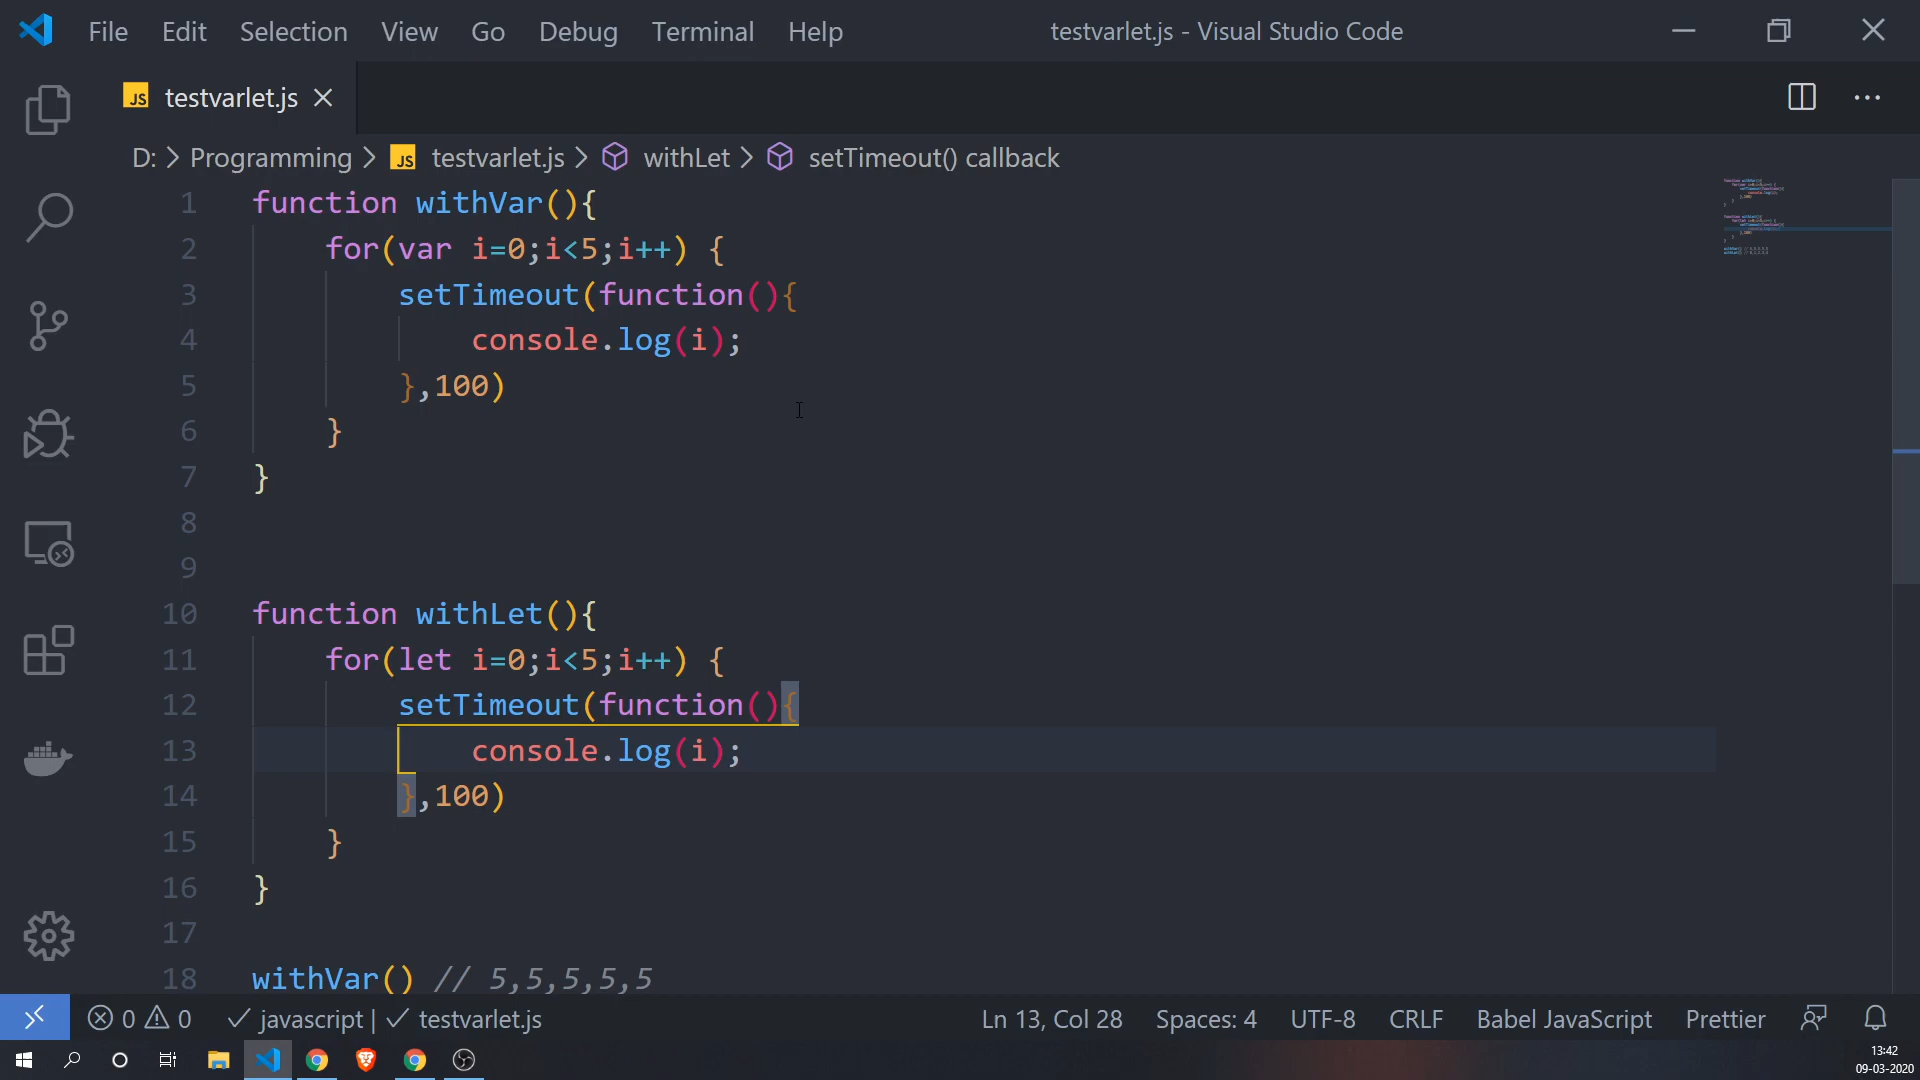 File Edit Selection View Go Debug Terminal Help testvarlet.js - Visual Studio Code
JS testvarlet.js
D: > Programming > JS testvarlet.js > withLet > setTimeout() callback
1 function withVar(){
2 for(var i=0;i<5;i++) {
3 setTimeout(function(){
4 console.log(i);
5 },100)
6 }
7 }
8
9
10 function withLet(){
11 for(let i=0;i<5;i++) {
12 setTimeout(function(){
13 console.log(i);
14 },100)
15 }
16 }
17
18 withVar() // 5,5,5,5,5
0 0 javascript | testvarlet.js Ln 13, Col 28 Spaces: 4 UTF-8 CRLF Babel JavaScript Prettier
13:42
09-03-2020